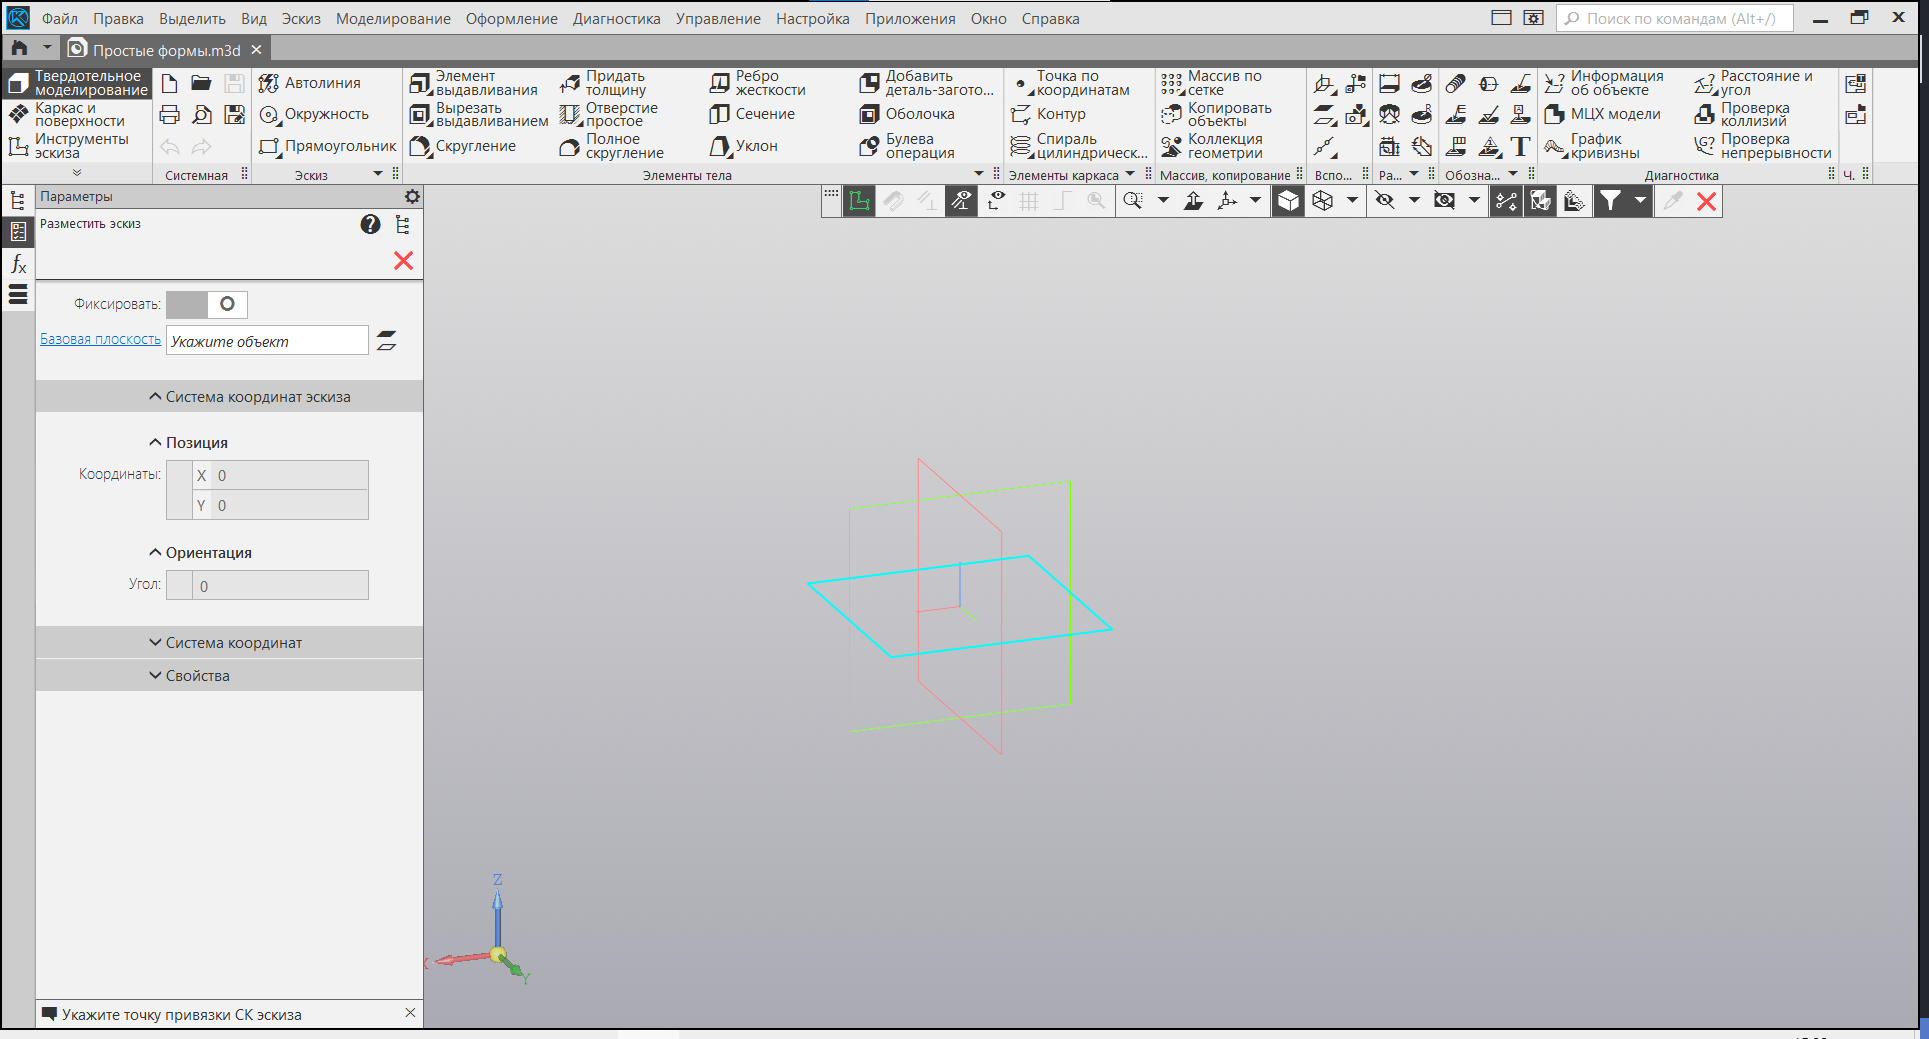 Файл Правка Выделить Вид Эскиз Моделирование Оформление Диагностика Управление Настройка Приложения Окно Справка
Поиск по командам (Alt+/)
Простые формы.m3d
Твердотельное моделирование
Каркас и поверхности
Инструменты эскиза
Системная
Автолиния
Окружность
Прямоугольник
Эскиз
Элемент выдавливания
Вырезать выдавливанием
Скругление
Придать толщину
Отверстие простое
Полное скругление
Ребро жесткости
Сечение
Уклон
Добавить деталь-загото...
Оболочка
Булева операция
Элементы тела
Точка по координатам
Контур
Спираль цилиндрическ...
Элементы каркаса
Массив по сетке
Копировать объекты
Коллекция геометрии
Массив, копирование
Вспо...
Ра...
Обозна...
Информация об объекте
МЦХ модели
График кривизны
Расстояние и угол
Проверка коллизий
Проверка непрерывности
Диагностика
Ч.
Параметры
Разместить эскиз
Фиксировать:
Базовая плоскость Укажите объект
Система координат эскиза
Позиция
Координаты: X 0
Y 0
Ориентация
Угол: 0
Система координат
Свойства
Z
X
Y
Укажите точку привязки СК эскиза